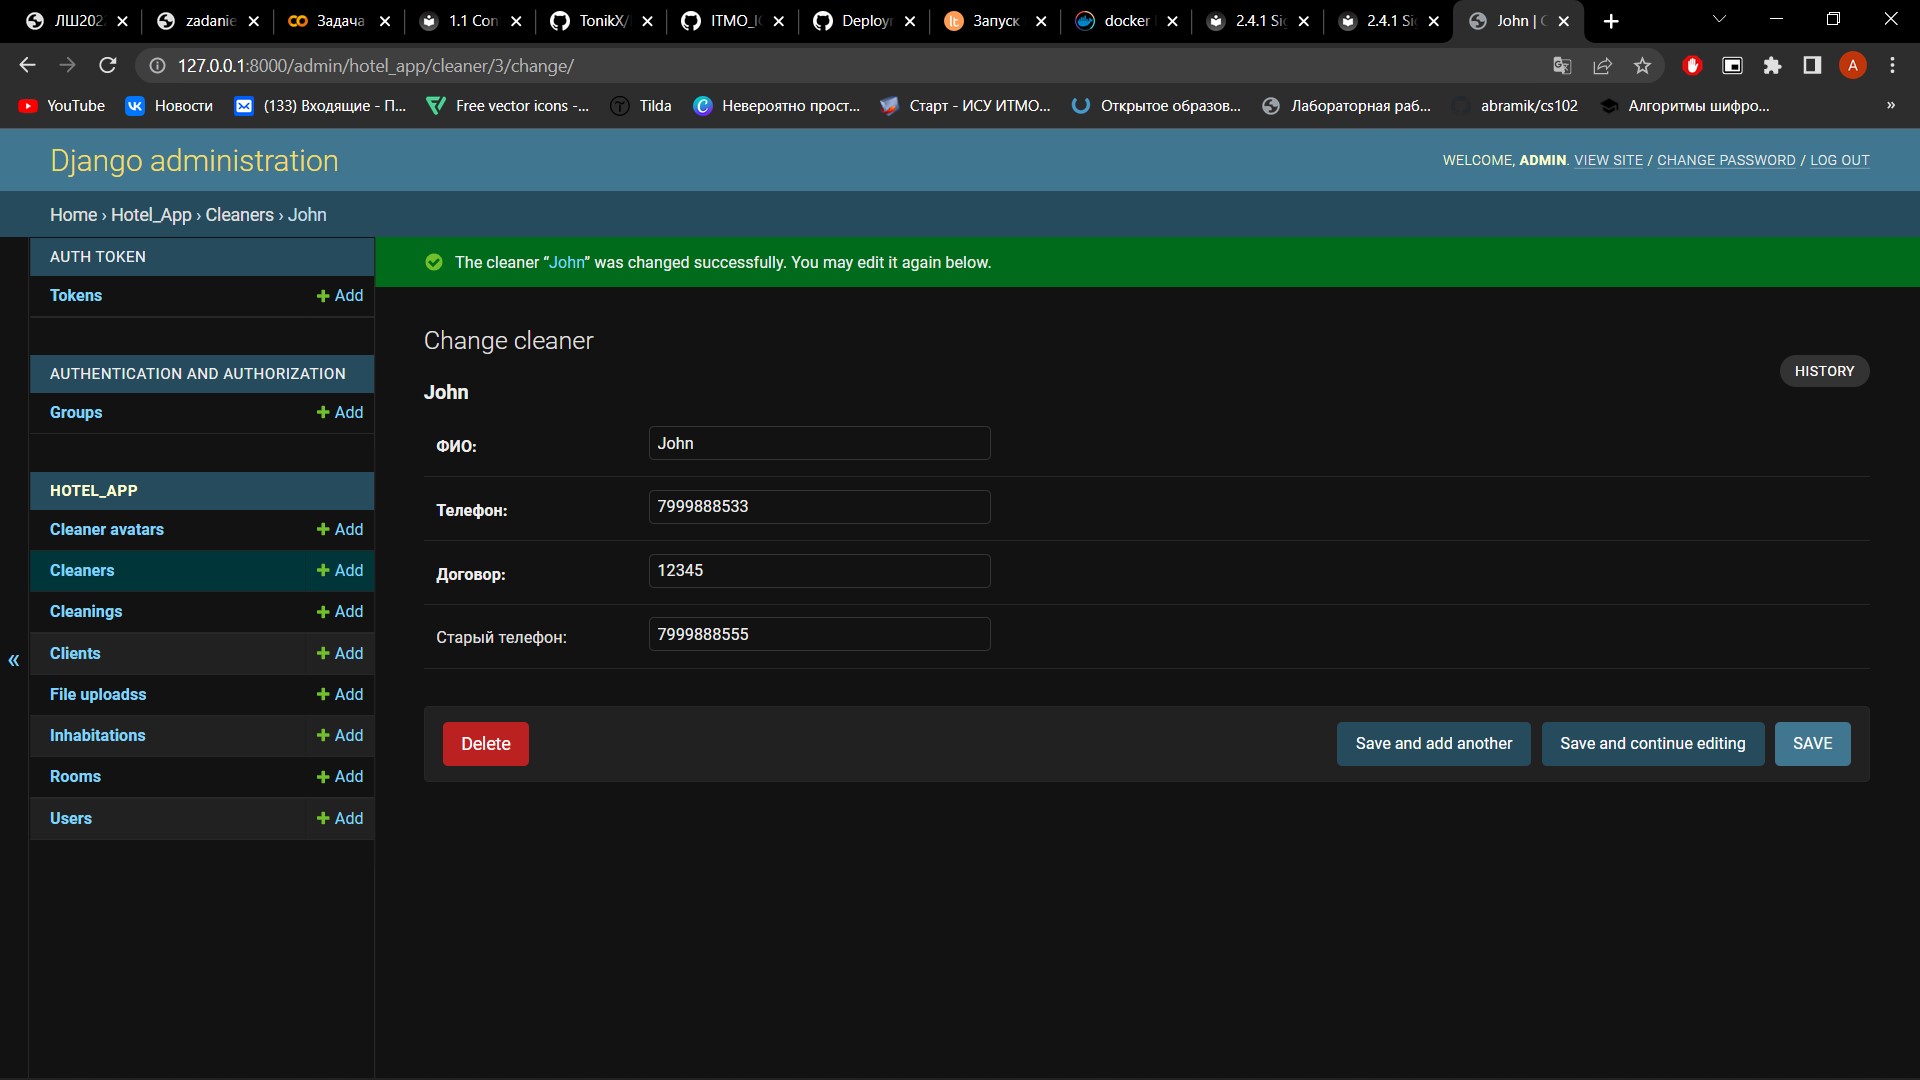 ЛШ202 zadanie Задача 1.1 Con TonikX/ ITMO_I Deploy Запуск docker 2.4.1 Si 2.4.1 Si John |
127.0.0.1:8000/admin/hotel_app/cleaner/3/change/
A
YouTube Новости (133) Входящие - П... Free vector icons -... Tilda Невероятно прост... Старт - ИСУ ИТМО... Открытое образов... Лабораторная раб... abramik/cs102 Алгоритмы шифро... »
Django administration
WELCOME, ADMIN. VIEW SITE / CHANGE PASSWORD / LOG OUT
Home › Hotel_App › Cleaners › John
AUTH TOKEN
Tokens + Add
AUTHENTICATION AND AUTHORIZATION
Groups + Add
HOTEL_APP
Cleaner avatars + Add
Cleaners + Add
Cleanings + Add
Clients + Add
File uploadss + Add
Inhabitations + Add
Rooms + Add
Users + Add
«
The cleaner “John” was changed successfully. You may edit it again below.
Change cleaner
HISTORY
John
ФИО: John
Телефон: 7999888533
Договор: 12345
Старый телефон: 7999888555
Delete
Save and add another
Save and continue editing
SAVE